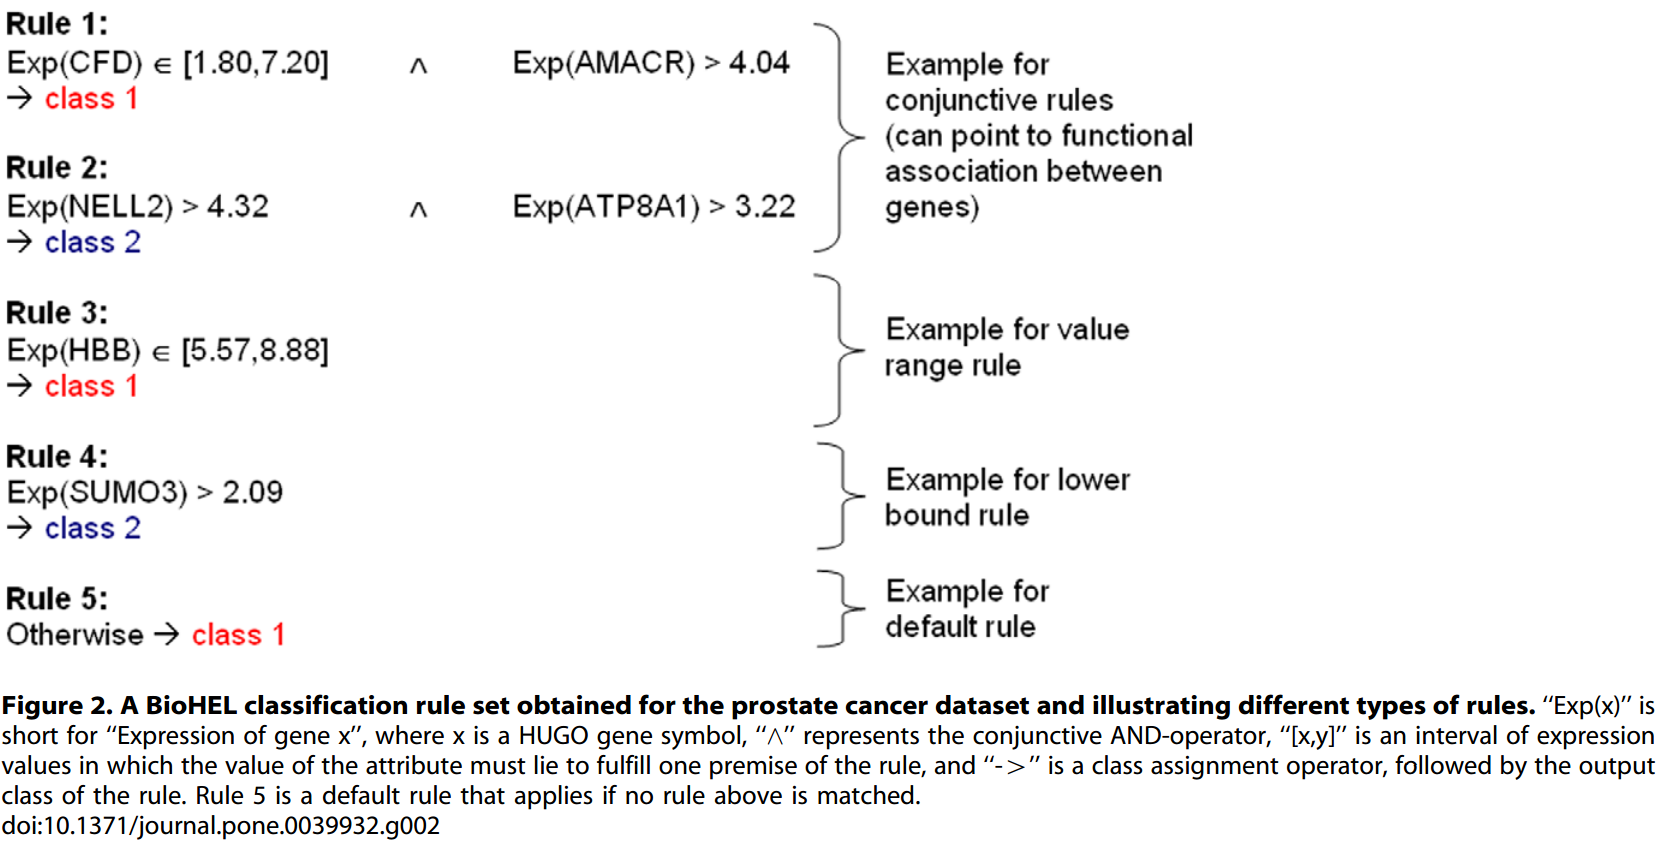 Rule 1:
Exp(CFD) ∈ [1.80,7.20] ∧ Exp(AMACR) > 4.04
→ class 1
Rule 2:
Exp(NELL2) > 4.32 ∧ Exp(ATP8A1) > 3.22
→ class 2
Example for
conjunctive rules
(can point to functional
association between
genes)
Rule 3:
Exp(HBB) ∈ [5.57,8.88]
→ class 1
Example for value
range rule
Rule 4:
Exp(SUMO3) > 2.09
→ class 2
Example for lower
bound rule
Rule 5:
Otherwise → class 1
Example for
default rule
Figure 2. A BioHEL classification rule set obtained for the prostate cancer dataset and illustrating different types of rules. “Exp(x)” is
short for “Expression of gene x”, where x is a HUGO gene symbol, “∧” represents the conjunctive AND-operator, “[x,y]” is an interval of expression
values in which the value of the attribute must lie to fulfill one premise of the rule, and “->” is a class assignment operator, followed by the output
class of the rule. Rule 5 is a default rule that applies if no rule above is matched.
doi:10.1371/journal.pone.0039932.g002